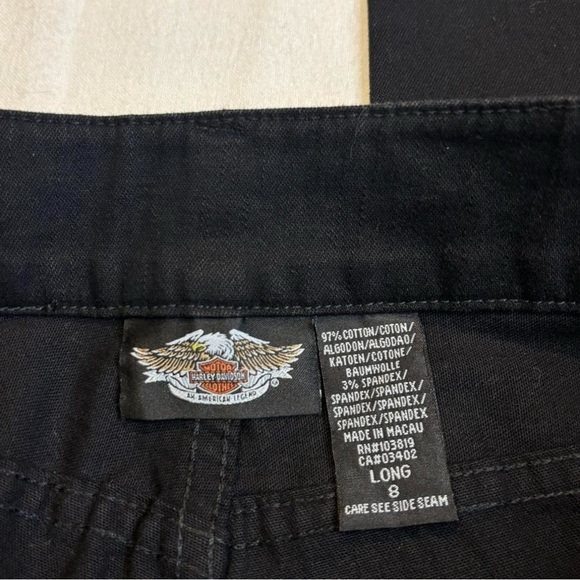 MOTOR
HARLEY-DAVIDSON
CLOTHES
AN AMERICAN LEGEND
®
97% COTTON/COTON/
ALGODON/ALGODAO/
KATOEN/COTONE/
BAUMWOLLE
3% SPANDEX/
SPANDEX/SPANDEX/
SPANDEX/SPANDEX/
SPANDEX/SPANDEX
MADE IN MACAU
RN#103819
CA#03402
LONG
8
CARE SEE SIDE SEAM